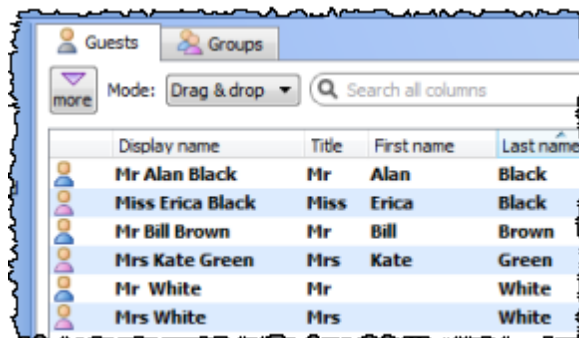 Guests Groups
more Mode: Drag & drop Search all columns
Display name Title First name Last name
Mr Alan Black Mr Alan Black
Miss Erica Black Miss Erica Black
Mr Bill Brown Mr Bill Brown
Mrs Kate Green Mrs Kate Green
Mr White Mr White
Mrs White Mrs White